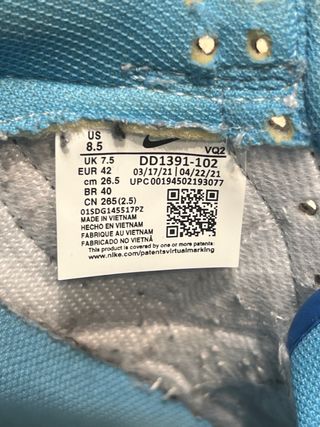 US
8.5
VQ2
UK 7.5
DD1391-102
EUR 42
03/17/21 | 04/22/21
cm 26.5
UPC00194502193077
BR 40
CN 265(2.5)
01SDG145517PZ
MADE IN VIETNAM
HECHO EN VIETNAM
FABRIQUE AU VIETNAM
FABRICADO NO VIETNÃ
This product is covered by one or more patents:
www.nike.com/patentsvirtualmarking